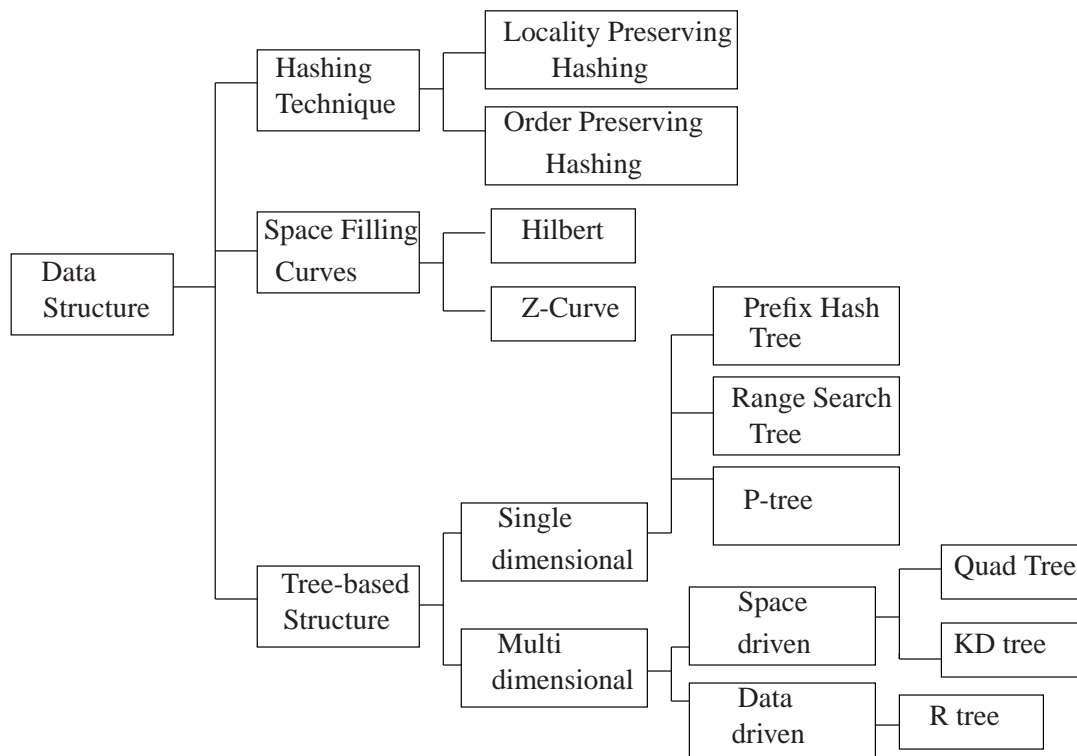 Data
Structure
Hashing
Technique
Locality Preserving
Hashing
Order Preserving
Hashing
Space Filling
Curves
Hilbert
Z-Curve
Tree-based
Structure
Single
dimensional
Prefix Hash
Tree
Range Search
Tree
P-tree
Multi
dimensional
Space
driven
Quad Tree
KD tree
Data
driven
R tree